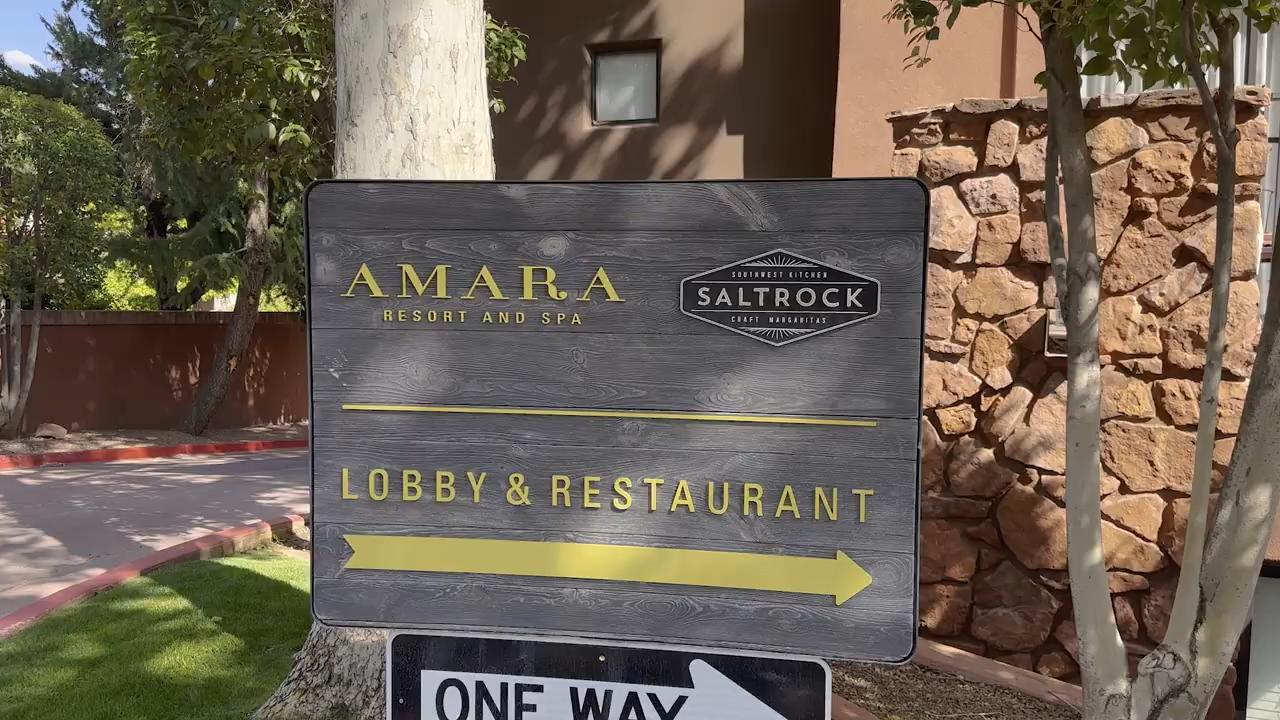 AMARA
RESORT AND SPA
SOUTHWEST KITCHEN
SALTROCK
CRAFT MARGARITAS
LOBBY & RESTAURANT
ONE WAY